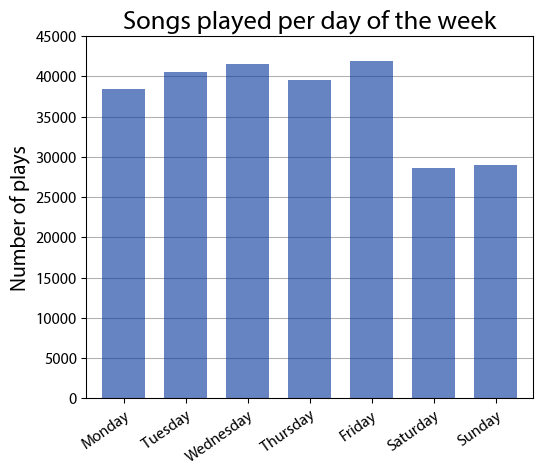 Songs played per day of the week
Number of plays
45000
40000
35000
30000
25000
20000
15000
10000
5000
0
Monday
Tuesday
Wednesday
Thursday
Friday
Saturday
Sunday